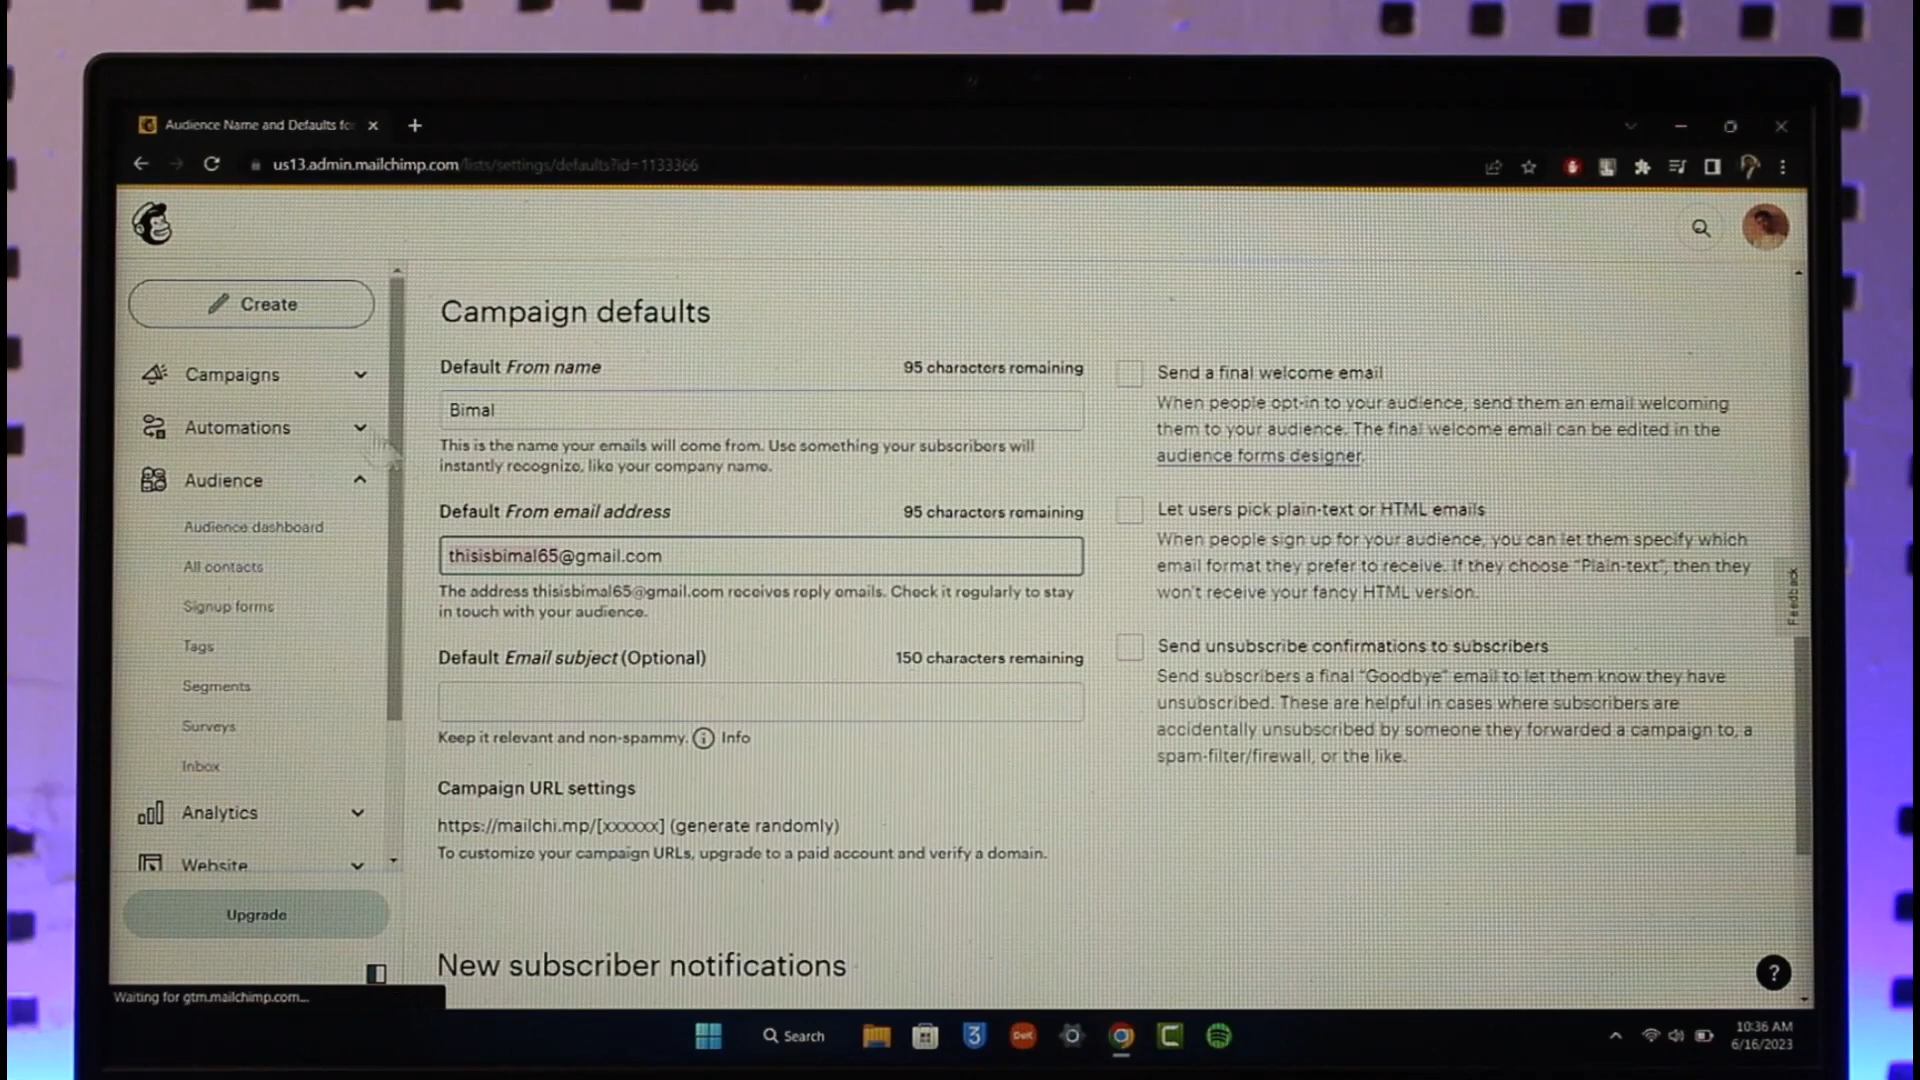 Audience Name and Defaults fo
us13.admin.mailchimp.com/lists/settings/defaults?id=1133366
Create
Campaigns
Automations
Audience
Audience dashboard
All contacts
Signup forms
Tags
Segments
Surveys
Inbox
Analytics
Website
Upgrade
Waiting for gtm.mailchimp.com...
Campaign defaults
Default From name
95 characters remaining
Bimal
This is the name your emails will come from. Use something your subscribers will
instantly recognize, like your company name.
Default From email address
95 characters remaining
thisisbimal65@gmail.com
The address thisisbimal65@gmail.com receives reply emails. Check it regularly to stay
in touch with your audience.
Default Email subject (Optional)
150 characters remaining
Keep it relevant and non-spammy. Info
Campaign URL settings
https://mailchi.mp/[xxxxxx] (generate randomly)
To customize your campaign URLs, upgrade to a paid account and verify a domain.
New subscriber notifications
Send a final welcome email
When people opt-in to your audience, send them an email welcoming
them to your audience. The final welcome email can be edited in the
audience forms designer.
Let users pick plain-text or HTML emails
When people sign up for your audience, you can let them specify which
email format they prefer to receive. If they choose "Plain-text", then they
won't receive your fancy HTML version.
Send unsubscribe confirmations to subscribers
Send subscribers a final "Goodbye" email to let them know they have
unsubscribed. These are helpful in cases where subscribers are
accidentally unsubscribed by someone they forwarded a campaign to, a
spam-filter/firewall, or the like.
Feedback
?
Search
10:36 AM
6/16/2023